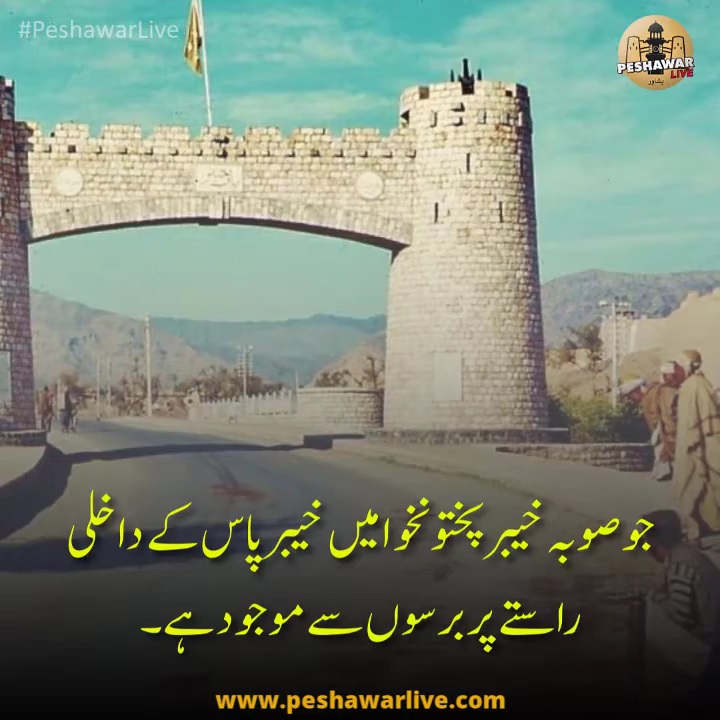 #PeshawarLive
PESHAWAR
LIVE
پشاور
جو صوبہ خیبر پختونخوا میں خیبر پاس کے داخلی
راستے پر برسوں سے موجود ہے۔
www.peshawarlive.com